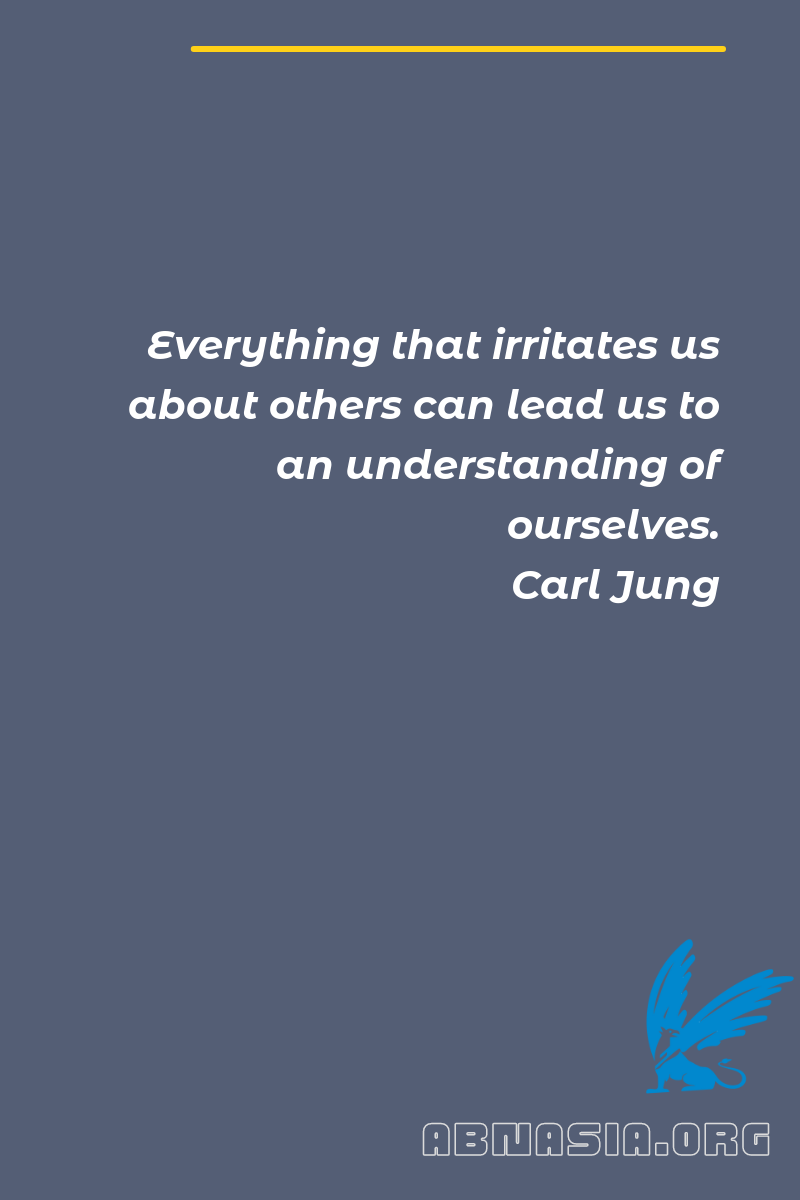 Everything that irritates us
about others can lead us to
an understanding of
ourselves.
Carl Jung
ABNASIA.ORG